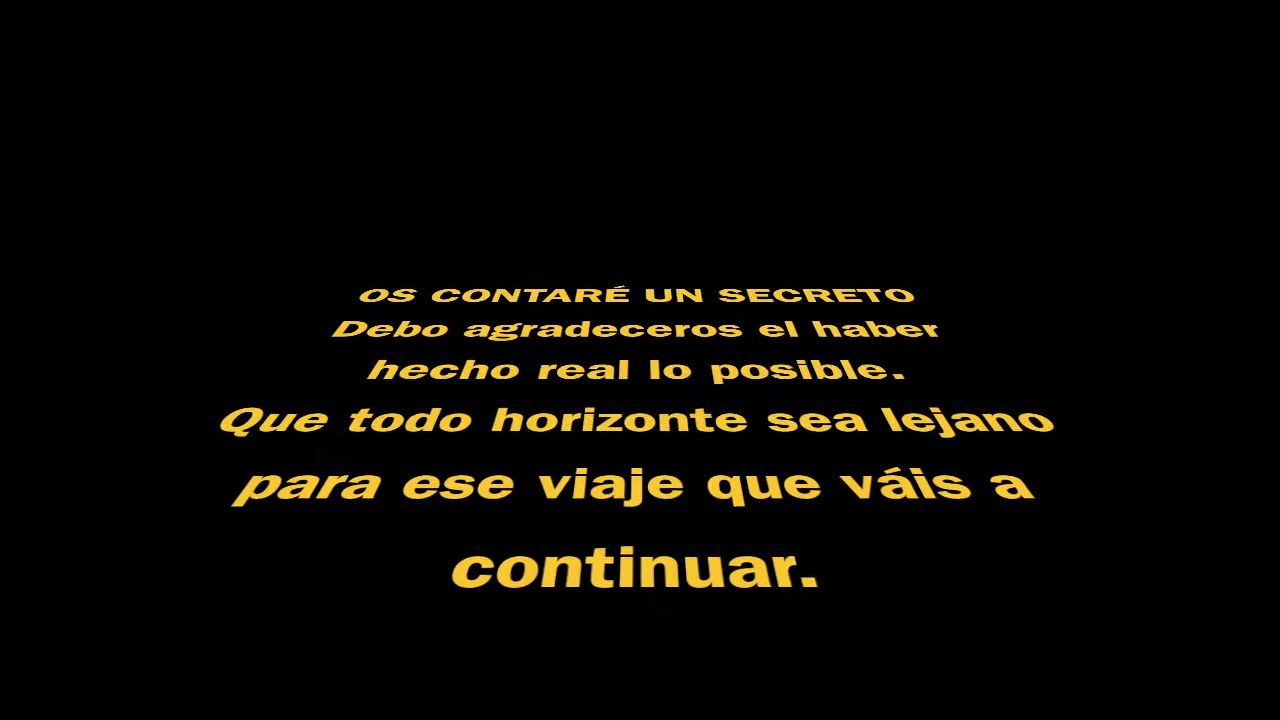 OS CONTARÉ UN SECRETO
Debo agradeceros el haber
hecho real lo posible.
Que todo horizonte sea lejano
para ese viaje que váis a
continuar.